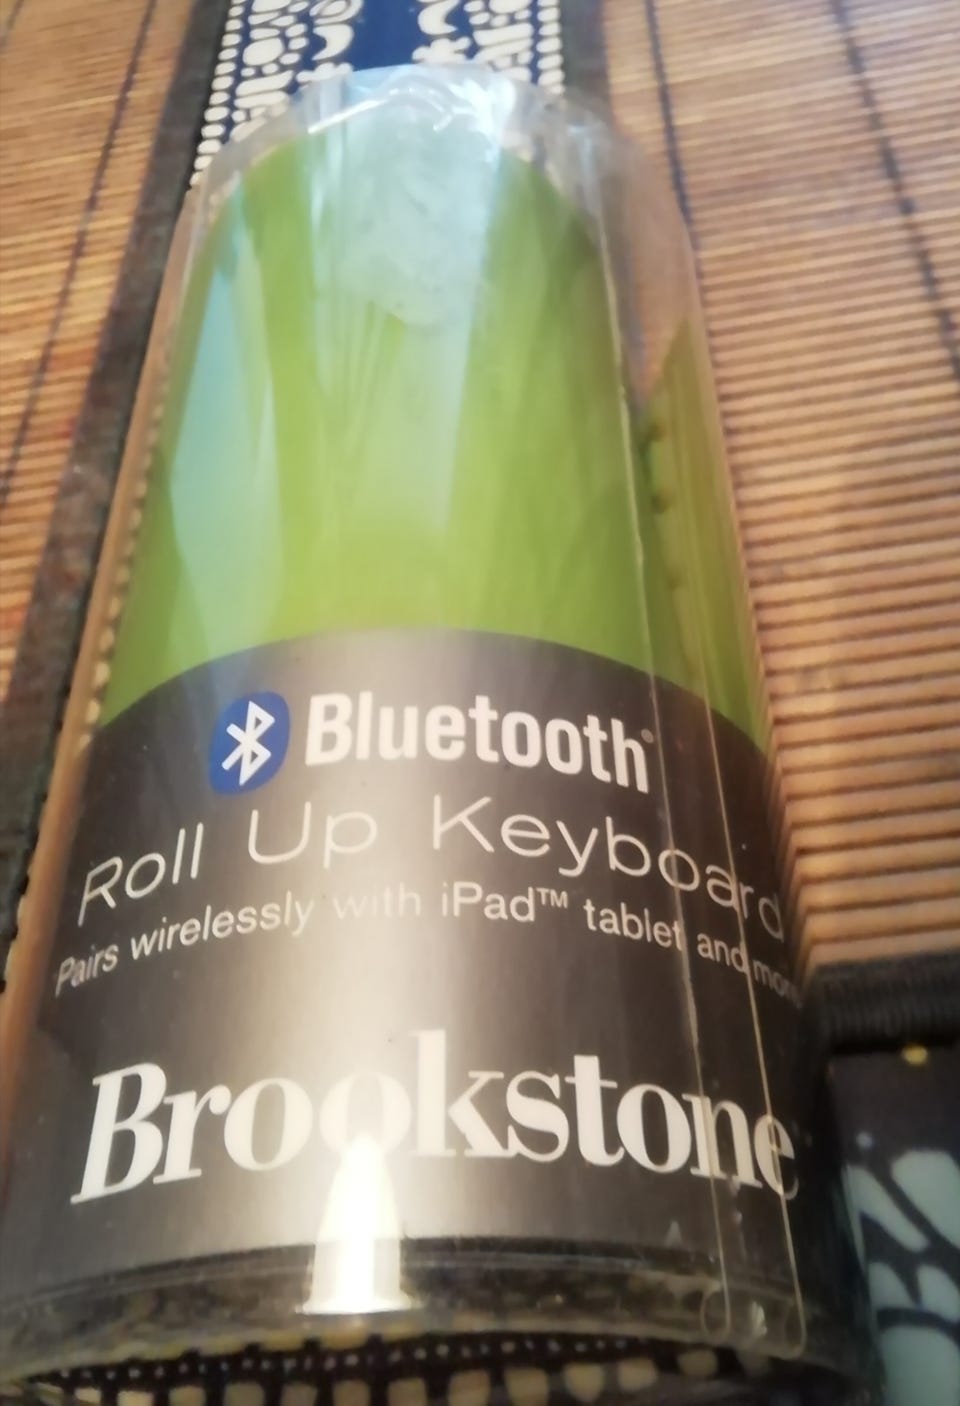 Bluetooth®
Roll Up Keyboard
Pairs wirelessly with iPad™ tablet and more
Brookstone